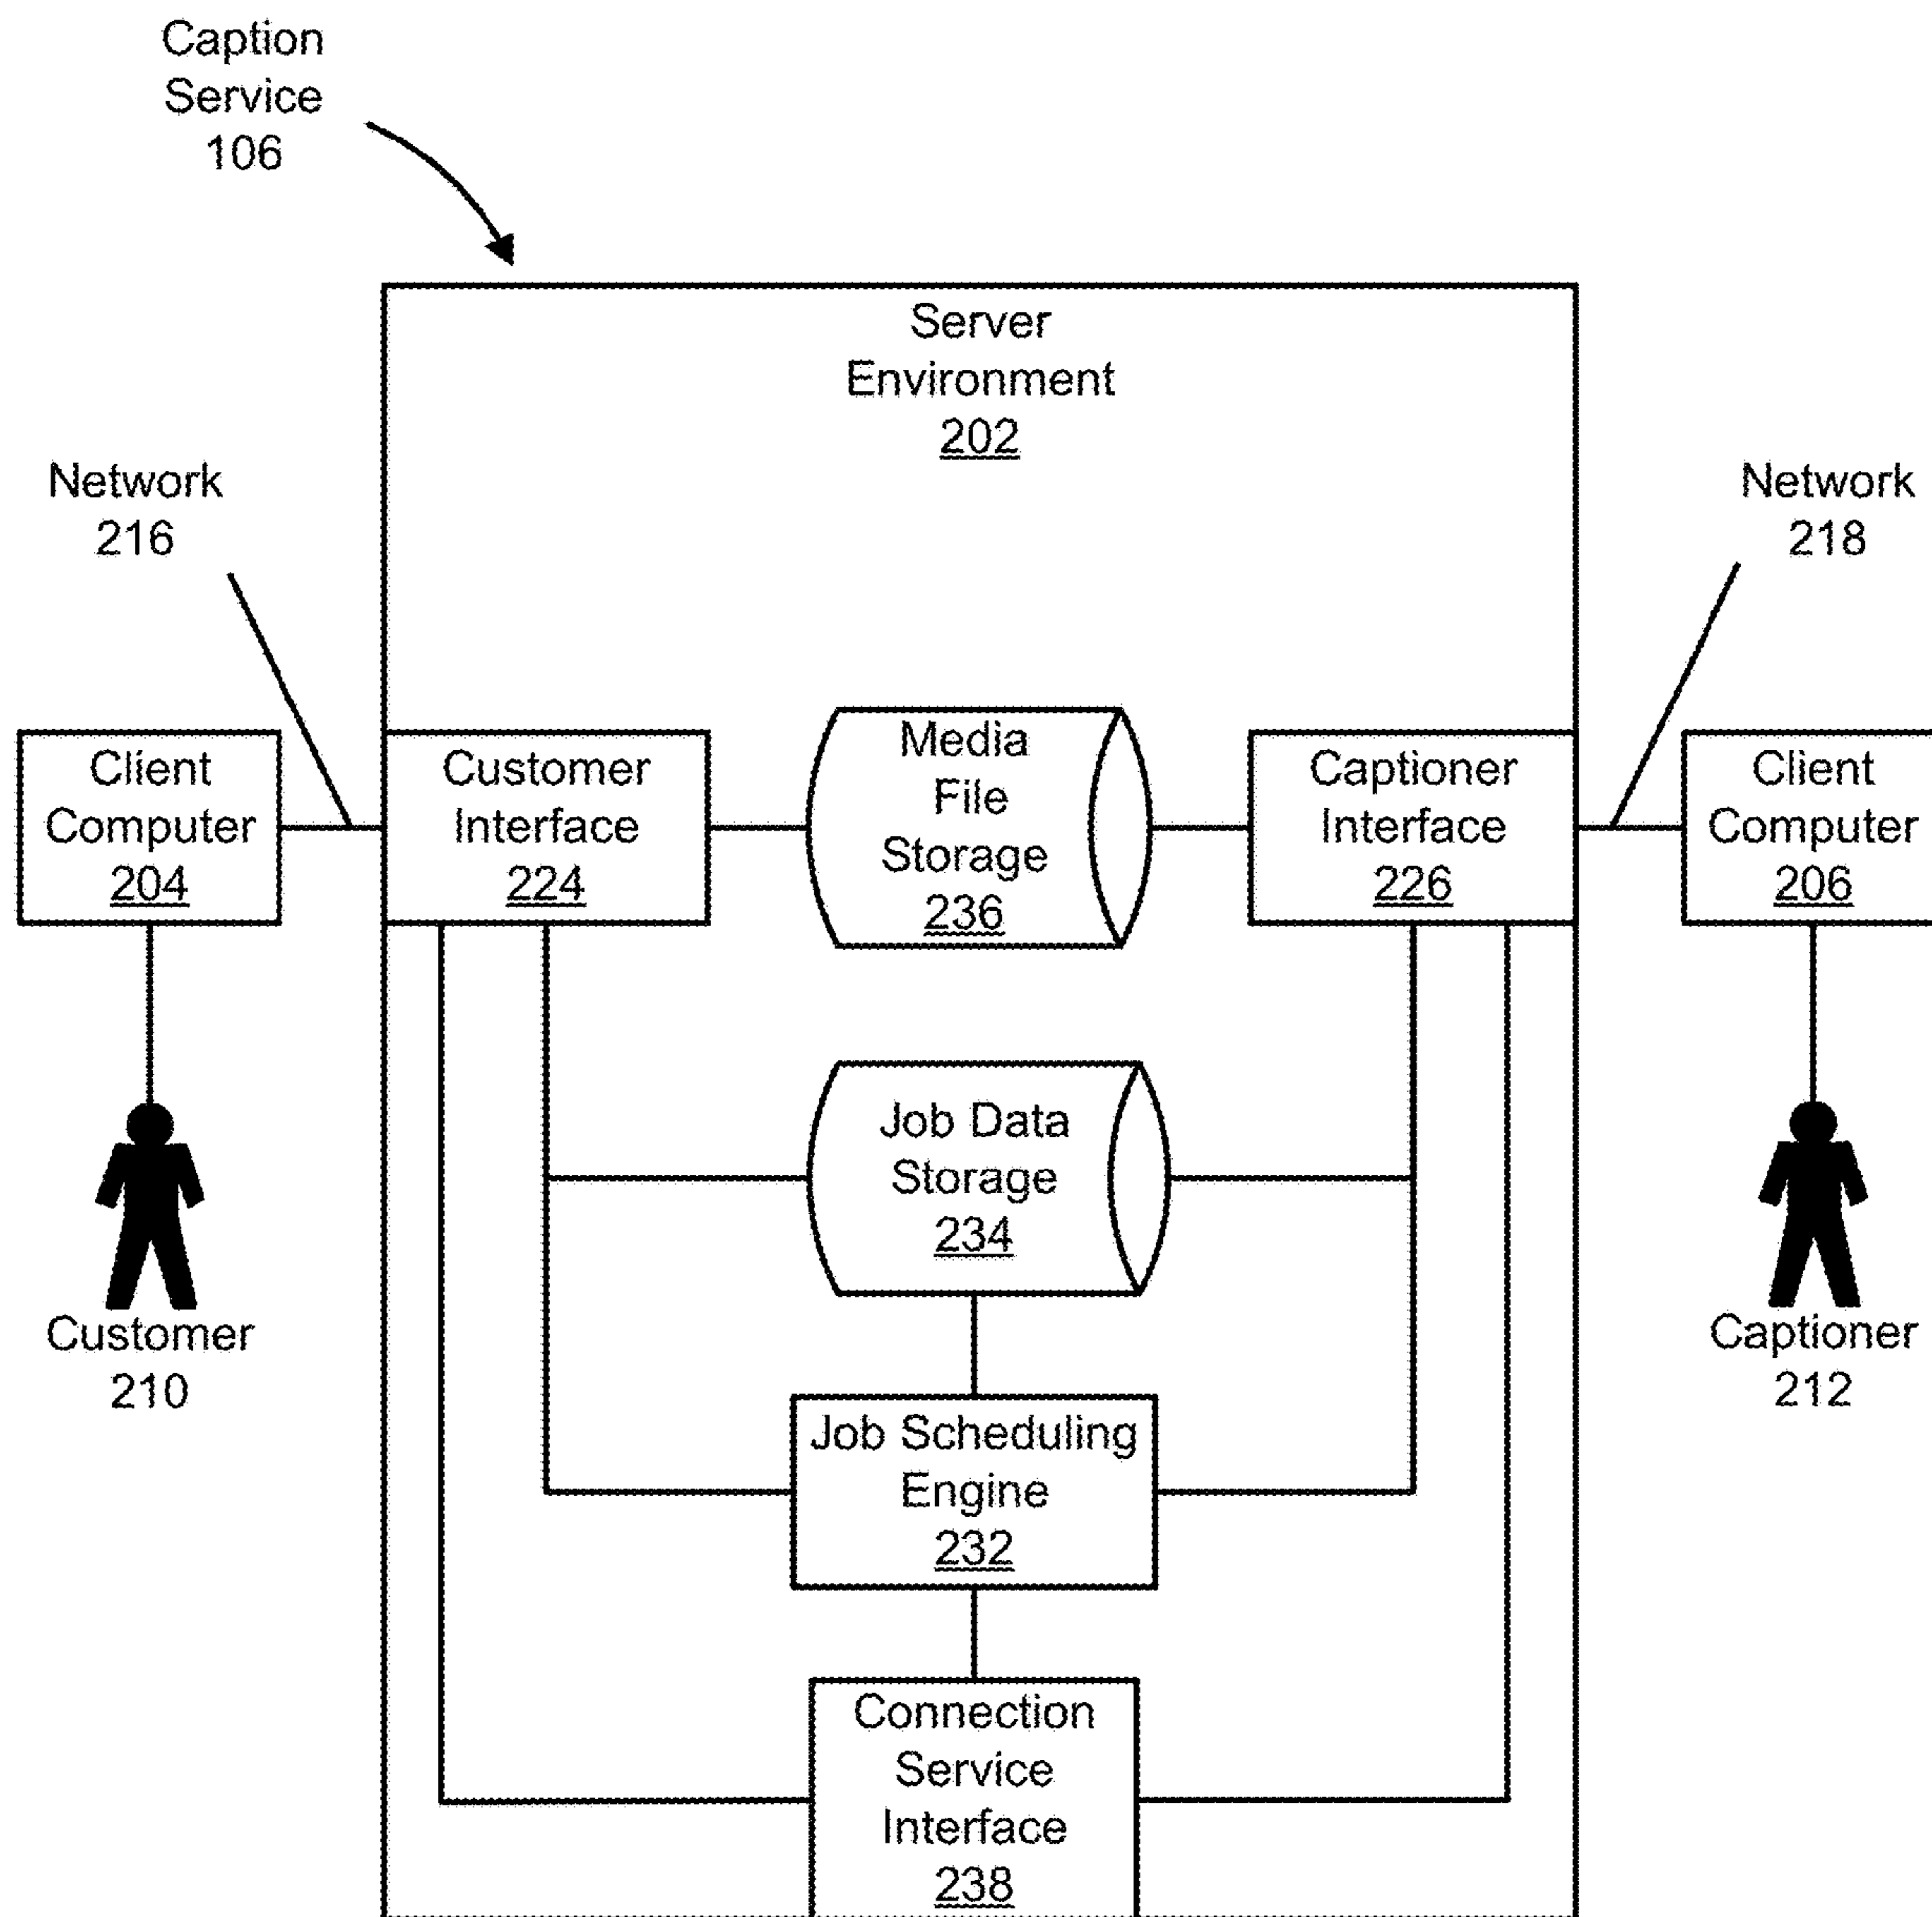 Caption
Service
106
Server
Environment
202
Network
216
Network
218
Client
Computer
204
Customer
Interface
224
Media
File
Storage
236
Captioner
Interface
226
Client
Computer
206
Job Data
Storage
234
Customer
210
Captioner
212
Job Scheduling
Engine
232
Connection
Service
Interface
238